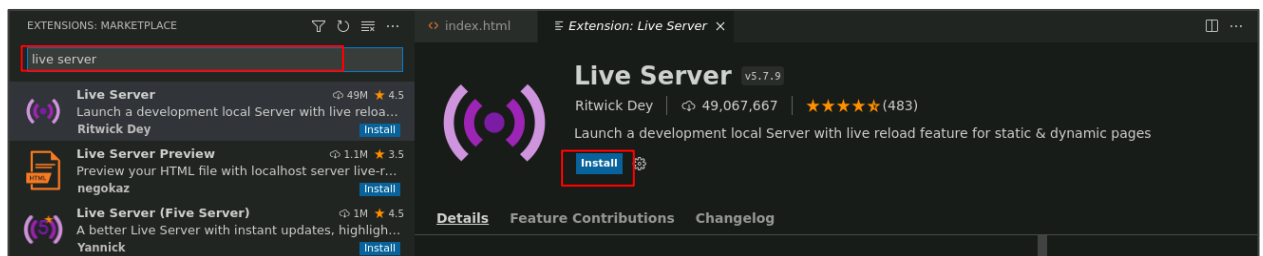 EXTENSIONS: MARKETPLACE
live server
Live Server 49M ★ 4.5
Launch a development local Server with live reloa...
Ritwick Dey Install
Live Server Preview 1.1M ★ 3.5
Preview your HTML file with localhost server live-r...
negokaz Install
HTML
Live Server (Five Server) 1M ★ 4.5
A better Live Server with instant updates, highligh...
Yannick Install
5
<> index.html Extension: Live Server ×
Live Server v5.7.9
Ritwick Dey 49,067,667 (483)
Launch a development local Server with live reload feature for static & dynamic pages
Install
Details Feature Contributions Changelog